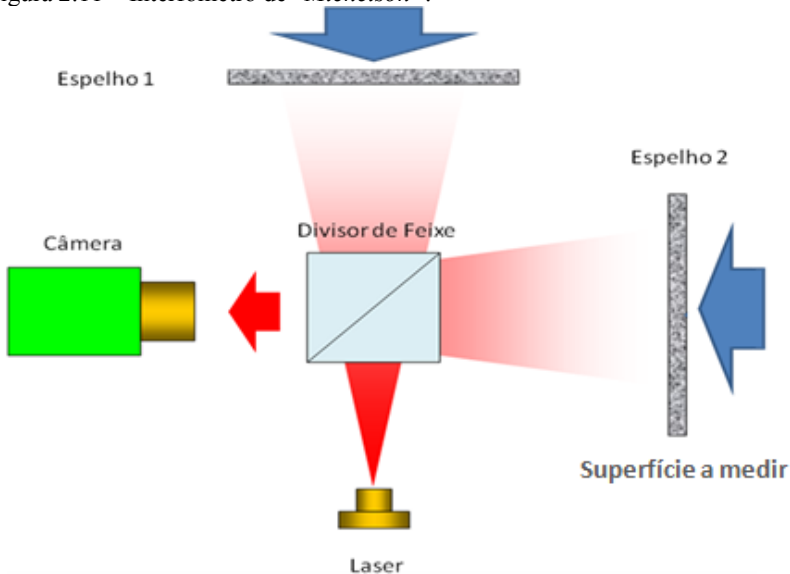 Espelho 1
Espelho 2
Divisor de Feixe
Câmera
Superfície a medir
Laser